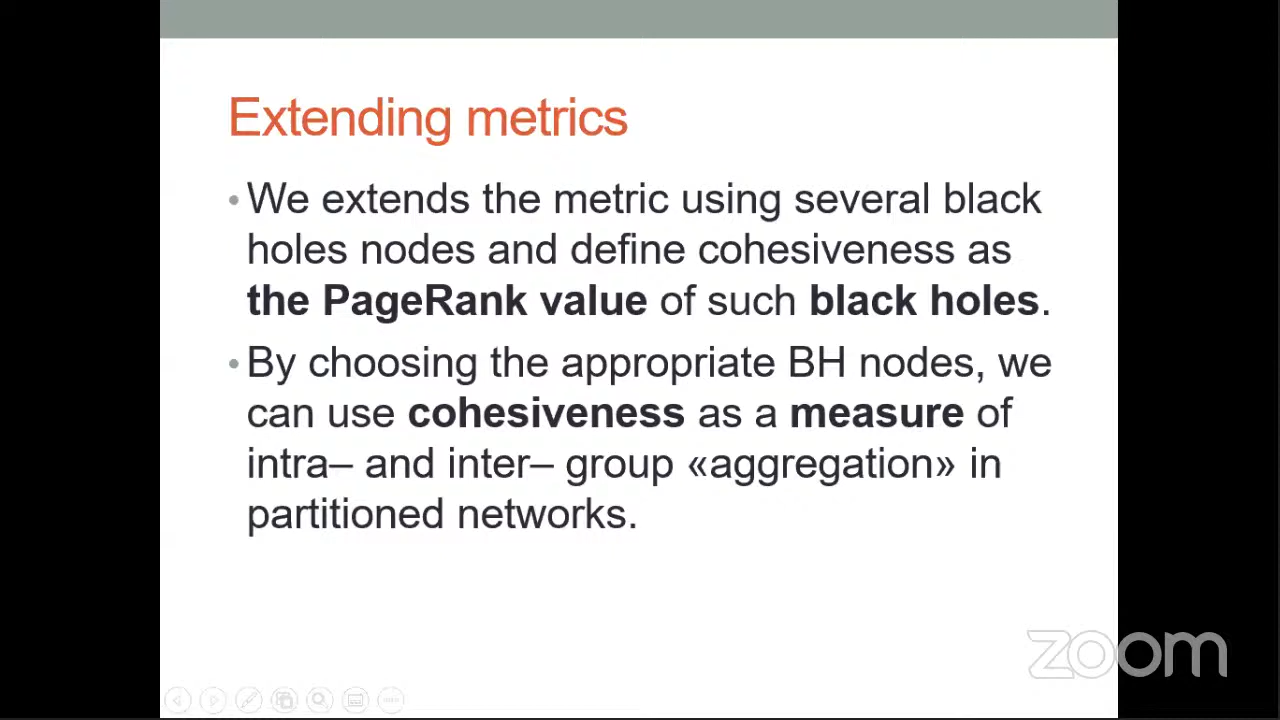 Extending metrics
•We extends the metric using several black
holes nodes and define cohesiveness as
the PageRank value of such black holes.
•By choosing the appropriate BH nodes, we
can use cohesiveness as a measure of
intra– and inter– group «aggregation» in
partitioned networks.
zoom